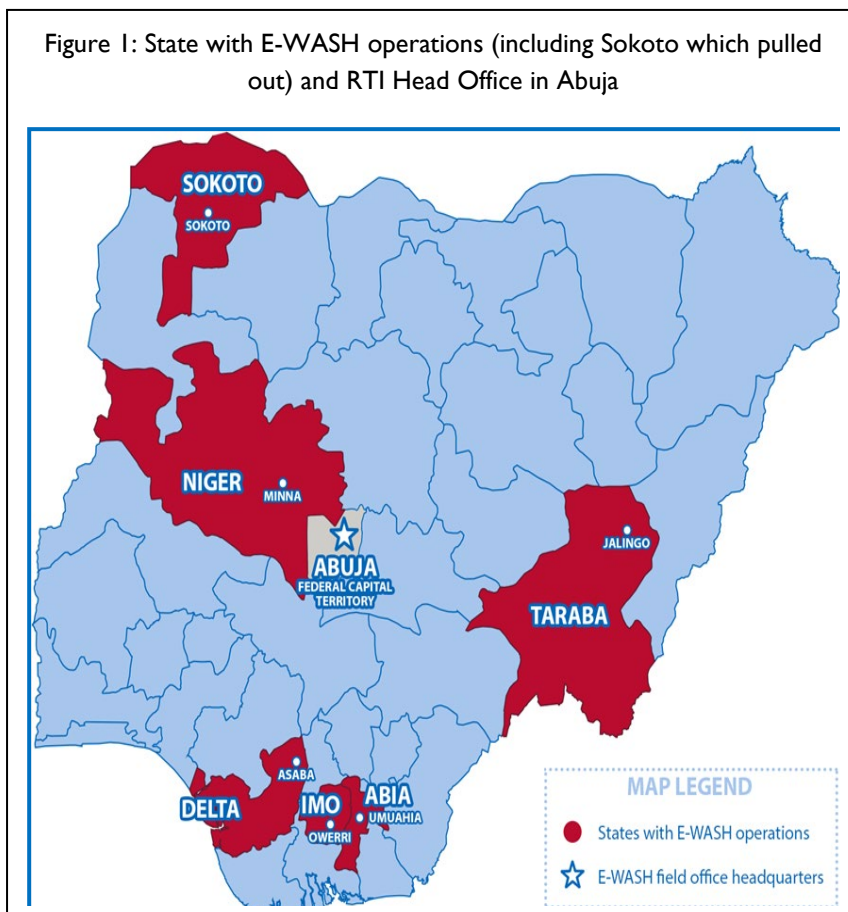 Figure 1: State with E-WASH operations (including Sokoto which pulled
out) and RTI Head Office in Abuja
SOKOTO
SOKOTO
NIGER
MINNA
ABUJA
FEDERAL CAPITAL
TERRITORY
JALINGO
TARABA
ASABA
DELTA
IMO
OWERRI
ABIA
UMUAHIA
MAP LEGEND
States with E-WASH operations
E-WASH field office headquarters